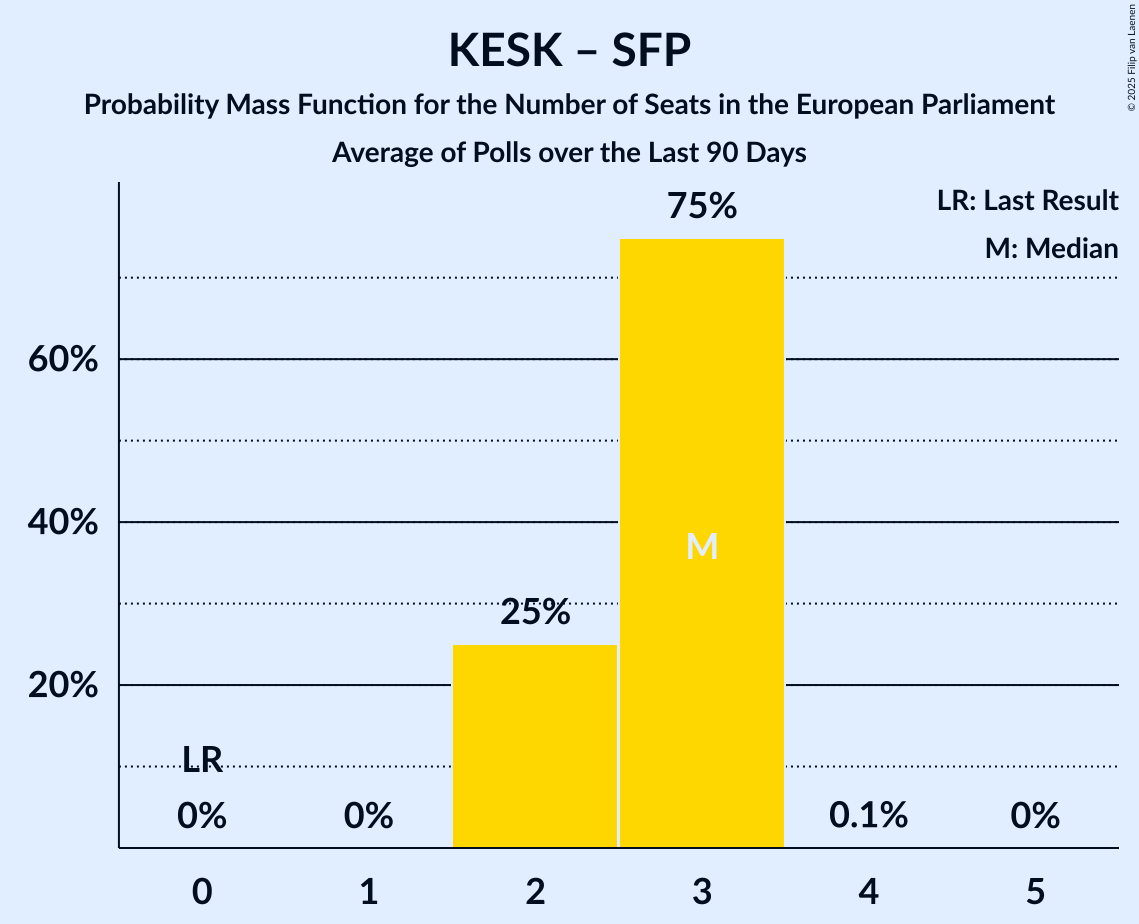 KESK – SFP
Probability Mass Function for the Number of Seats in the European Parliament
Average of Polls over the Last 90 Days
© 2025 Filip van Laenen
LR: Last Result
M: Median
75%
60%
40%
M
25%
20%
LR
0%
0%
0.1%
0%
0
1
2
3
4
5